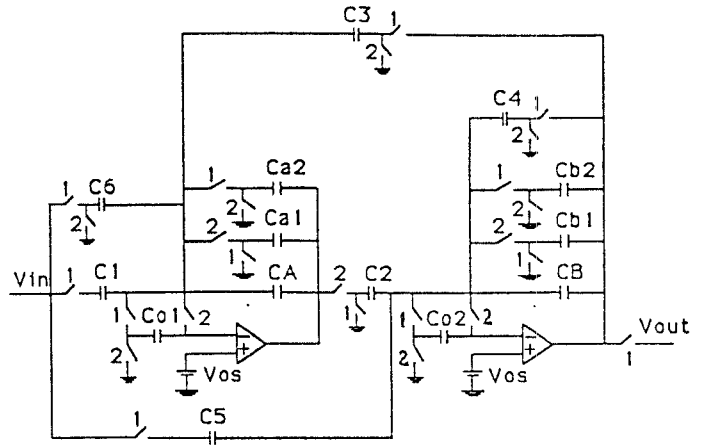 C3 1
2
C4 1
2
1 Ca2
2
1 Cb2
2
1 C6
2
2 Ca1
1
2 Cb1
1
Vin 1 C1 CA 2 C2 CB
1
1 Co1 2
2
Vos
1 Co2 2
2
Vos
Vout
1
1 C5